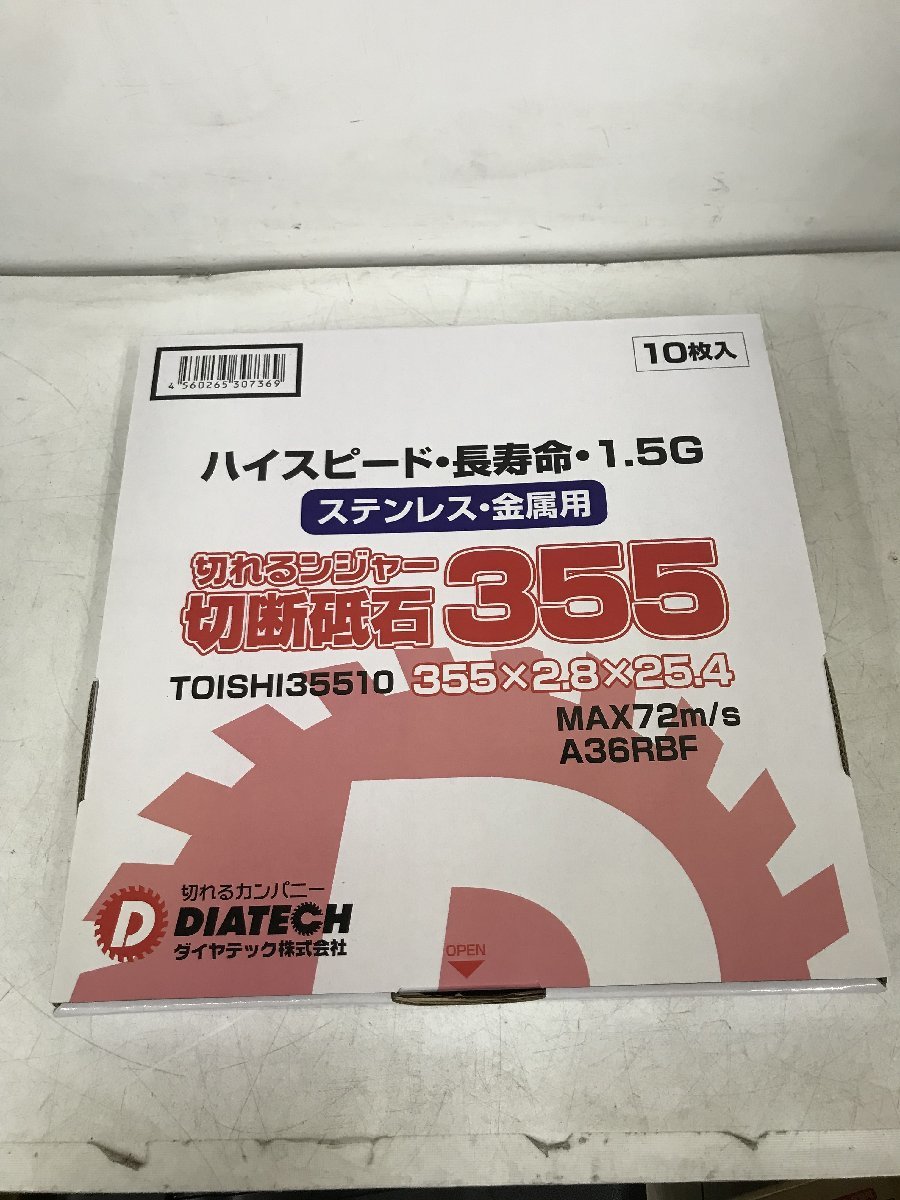 4 560265 307369
10枚入
ハイスピード・長寿命・1.5G
ステンレス・金属用
切れるンジャー
切断砥石355
TOISHI35510 355×2.8×25.4
MAX72m/s
A36RBF
切れるカンパニー
D DIATECH
ダイヤテック株式会社
OPEN